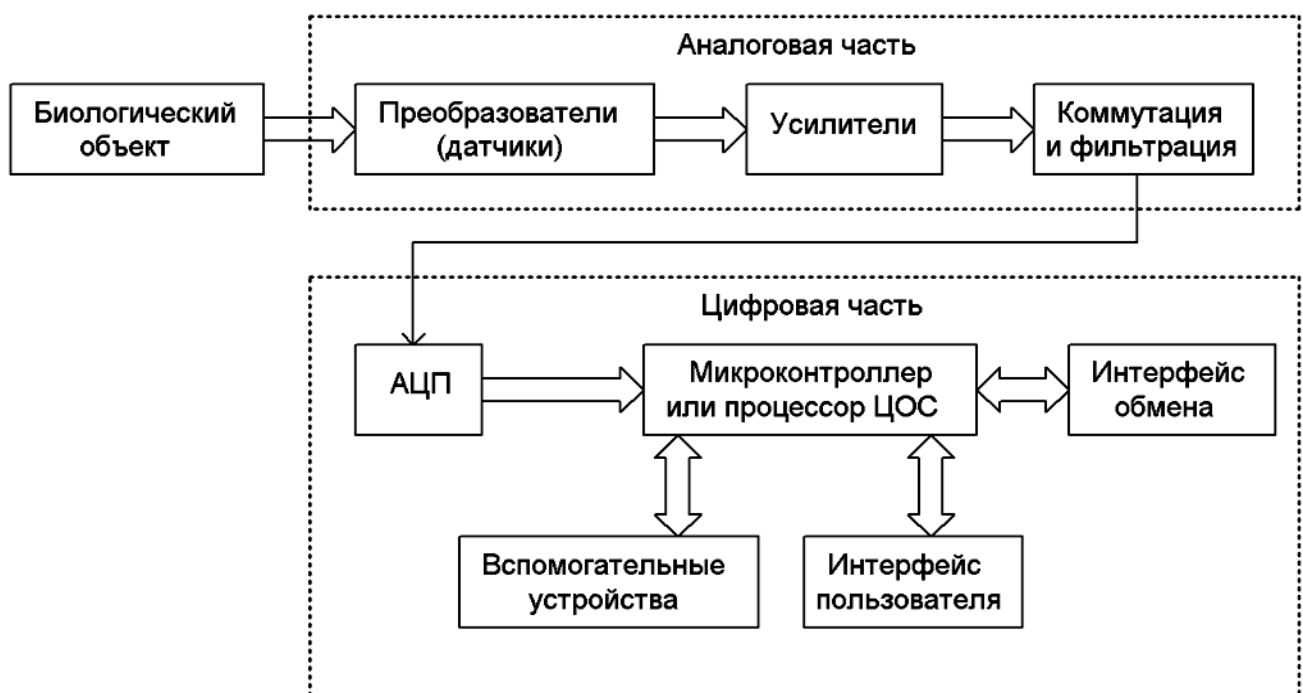 Аналоговая часть
Биологический
объект
Преобразователи
(датчики)
Усилители
Коммутация
и фильтрация
Цифровая часть
АЦП
Микроконтроллер
или процессор ЦОС
Интерфейс
обмена
Вспомогательные
устройства
Интерфейс
пользователя